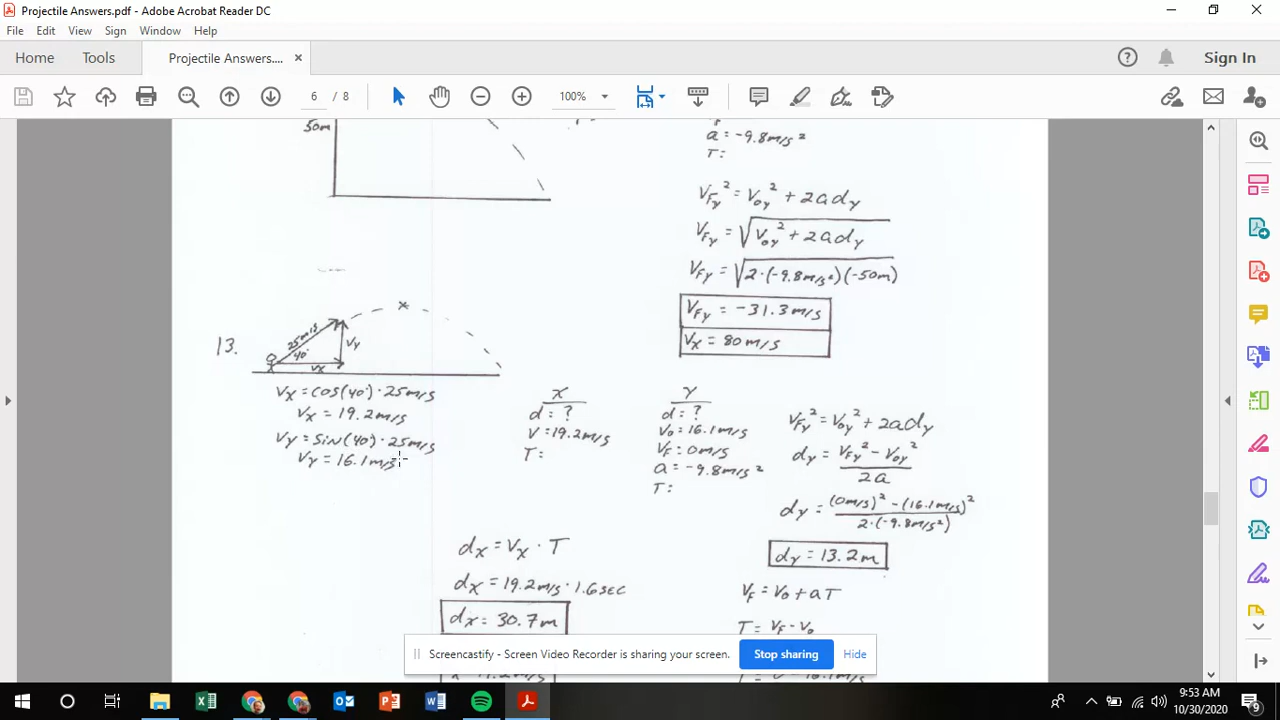 Projectile Answers.pdf - Adobe Acrobat Reader DC
File Edit View Sign Window Help
Home Tools Projectile Answers.... × Sign In
6 / 8 100%
50m
a = -9.8m/s²
T:
V_Fy² = V_oy² + 2ad_y
V_Fy = √V_oy² + 2ad_y
V_Fy = √2·(-9.8m/s²)(-50m)
V_Fy = -31.3m/s
V_x = 80m/s
13.
25m/s
40°
V_y
V_x
V_x = cos(40°)·25m/s
V_x = 19.2m/s
V_y = sin(40°)·25m/s
V_y = 16.1m/s
X
d = ?
V = 19.2m/s
T:
Y
d: ?
V_o = 16.1m/s
V_F = 0m/s
a = -9.8m/s²
T:
V_Fy² = V_oy² + 2ad_y
d_y = V_Fy² - V_oy² / 2a
d_y = (0m/s)² - (16.1m/s)² / 2·(-9.8m/s²)
d_y = 13.2m
d_x = V_x · T
d_x = 19.2m/s · 1.6sec
d_x = 30.7m
V_F = V_o + aT
T = V_F - V_o
Screencastify - Screen Video Recorder is sharing your screen. Stop sharing Hide
9:53 AM
10/30/2020
9